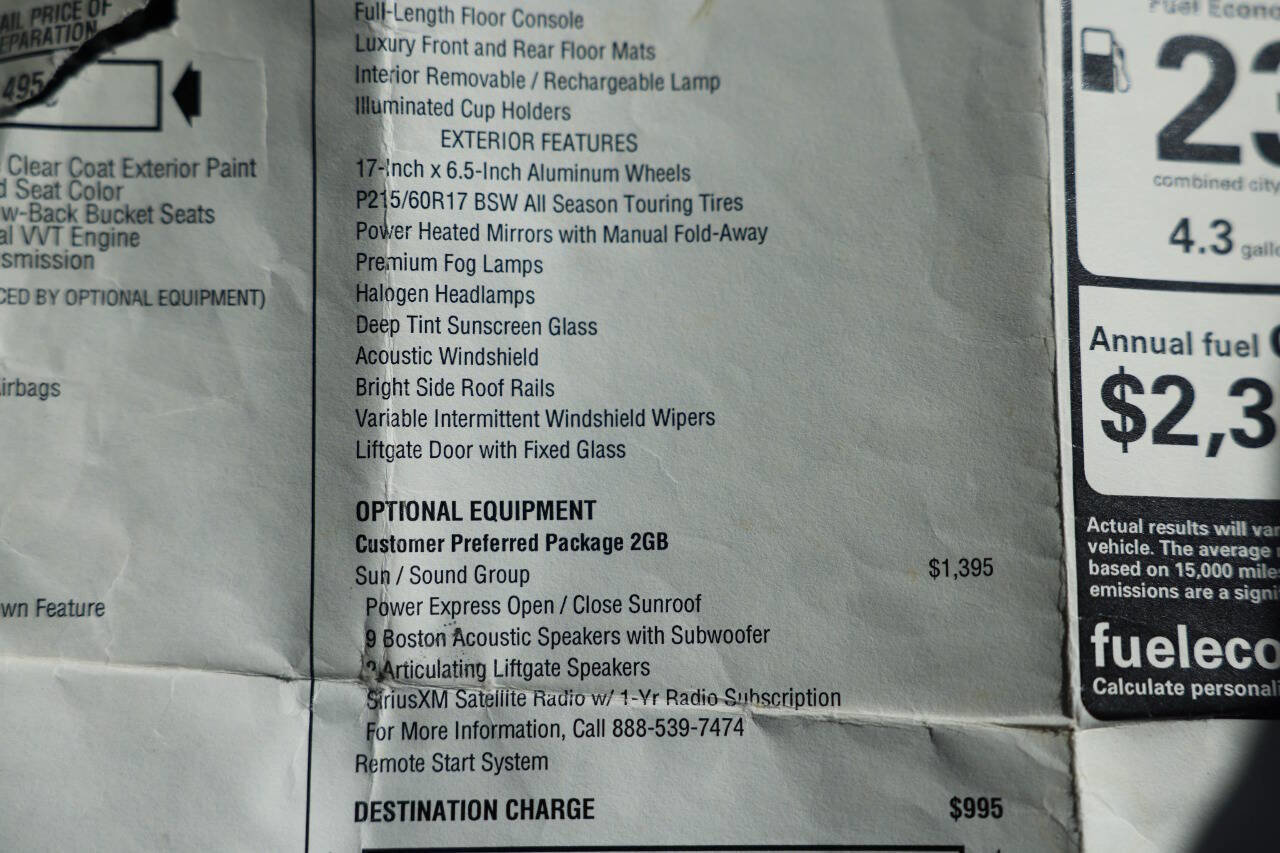 AIL PRICE OF
EPARATION
495
Clear Coat Exterior Paint
d Seat Color
w-Back Bucket Seats
al VVT Engine
smission
CED BY OPTIONAL EQUIPMENT)
irbags
wn Feature
Full-Length Floor Console
Luxury Front and Rear Floor Mats
Interior Removable / Rechargeable Lamp
Illuminated Cup Holders
EXTERIOR FEATURES
17-Inch x 6.5-Inch Aluminum Wheels
P215/60R17 BSW All Season Touring Tires
Power Heated Mirrors with Manual Fold-Away
Premium Fog Lamps
Halogen Headlamps
Deep Tint Sunscreen Glass
Acoustic Windshield
Bright Side Roof Rails
Variable Intermittent Windshield Wipers
Liftgate Door with Fixed Glass
OPTIONAL EQUIPMENT
Customer Preferred Package 2GB
Sun / Sound Group $1,395
Power Express Open / Close Sunroof
9 Boston Acoustic Speakers with Subwoofer
2 Articulating Liftgate Speakers
SiriusXM Satellite Radio w/ 1-Yr Radio Subscription
For More Information, Call 888-539-7474
Remote Start System
DESTINATION CHARGE $995
Fuel Econo
23
combined city
4.3 gallo
Annual fuel
$2,3
Actual results will var
vehicle. The average
based on 15,000 mile
emissions are a signi
fueleco
Calculate personali